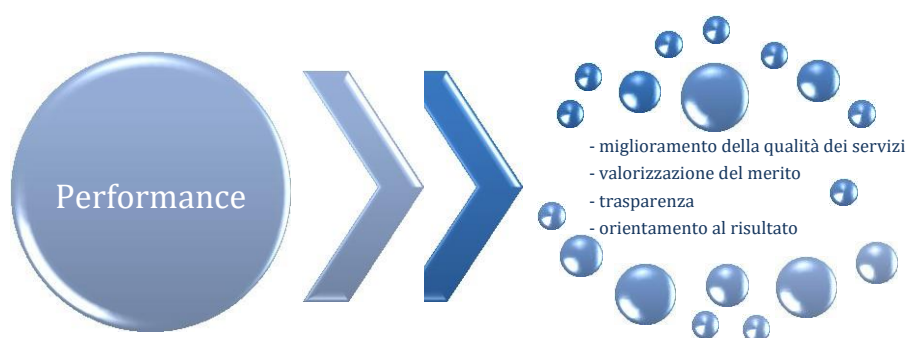 Performance
- miglioramento della qualità dei servizi
- valorizzazione del merito
- trasparenza
- orientamento al risultato